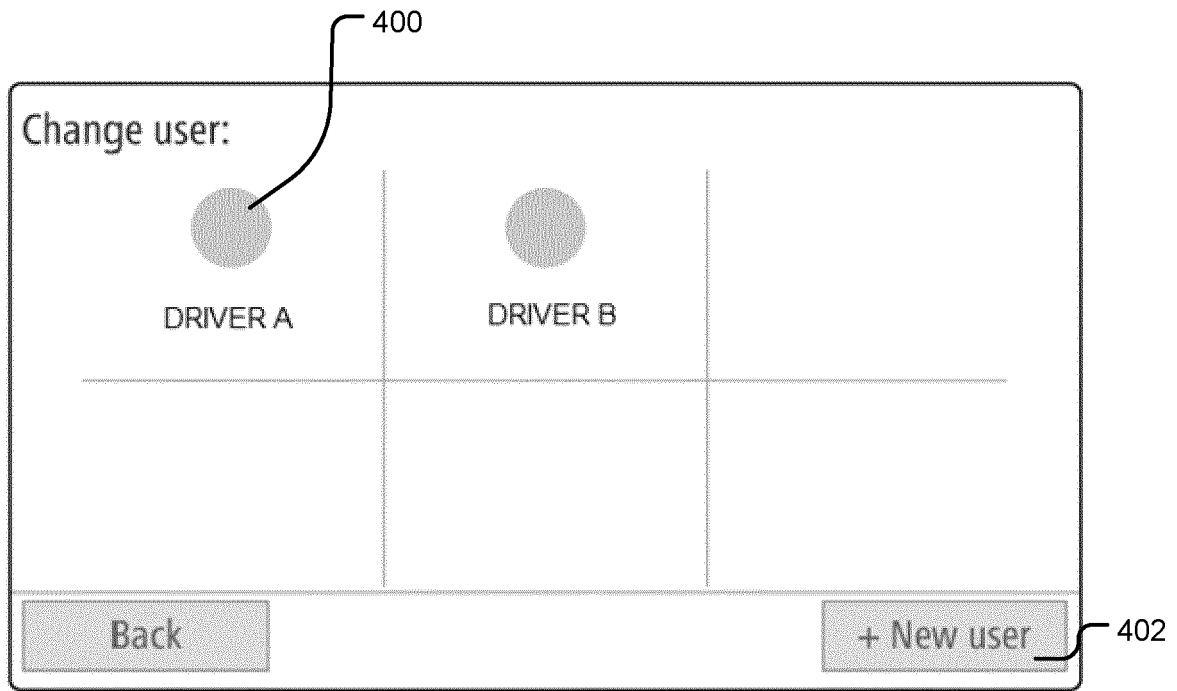 400
Change user:
DRIVER A
DRIVER B
Back
+ New user
402